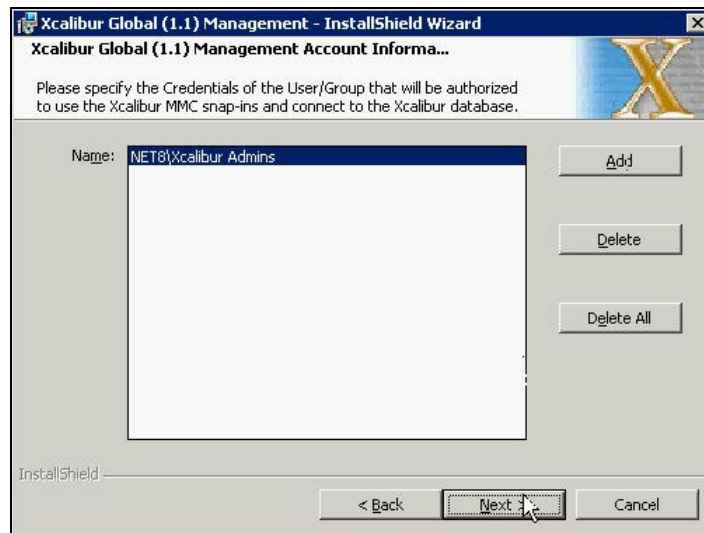 Xcalibur Global (1.1) Management - InstallShield Wizard
Xcalibur Global (1.1) Management Account Informa...
Please specify the Credentials of the User/Group that will be authorized
to use the Xcalibur MMC snap-ins and connect to the Xcalibur database.
X
Name:
NET8\Xcalibur Admins
Add
Delete
Delete All
InstallShield
< Back
Next >
Cancel